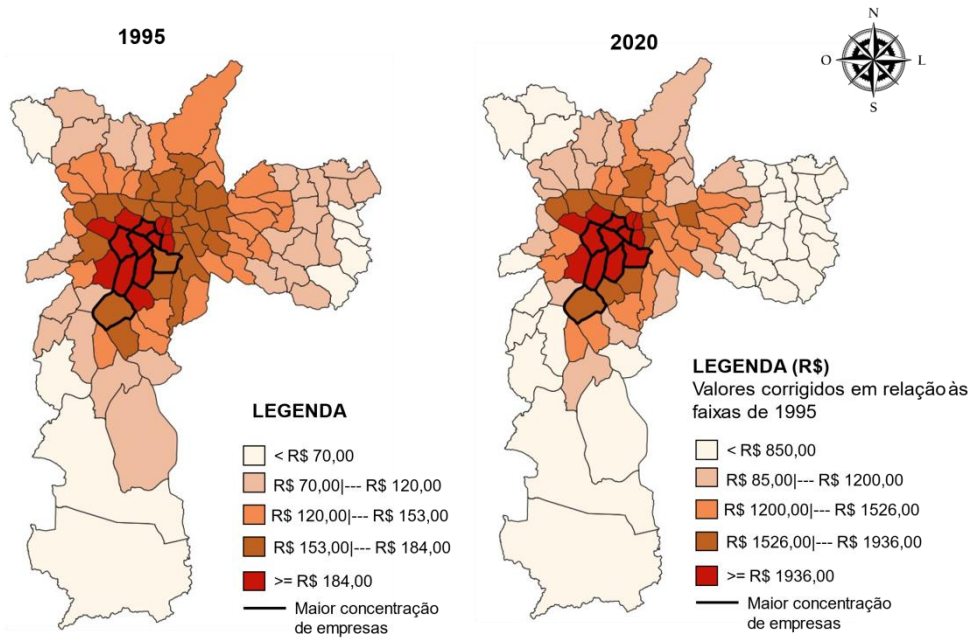 1995
2020
N
O
L
S
LEGENDA
< R$ 70,00
R$ 70,00|--- R$ 120,00
R$ 120,00|--- R$ 153,00
R$ 153,00|--- R$ 184,00
>= R$ 184,00
Maior concentração
de empresas
LEGENDA (R$)
Valores corrigidos em relação às
faixas de 1995
< R$ 850,00
R$ 85,00|--- R$ 1200,00
R$ 1200,00|--- R$ 1526,00
R$ 1526,00|--- R$ 1936,00
>= R$ 1936,00
Maior concentração
de empresas